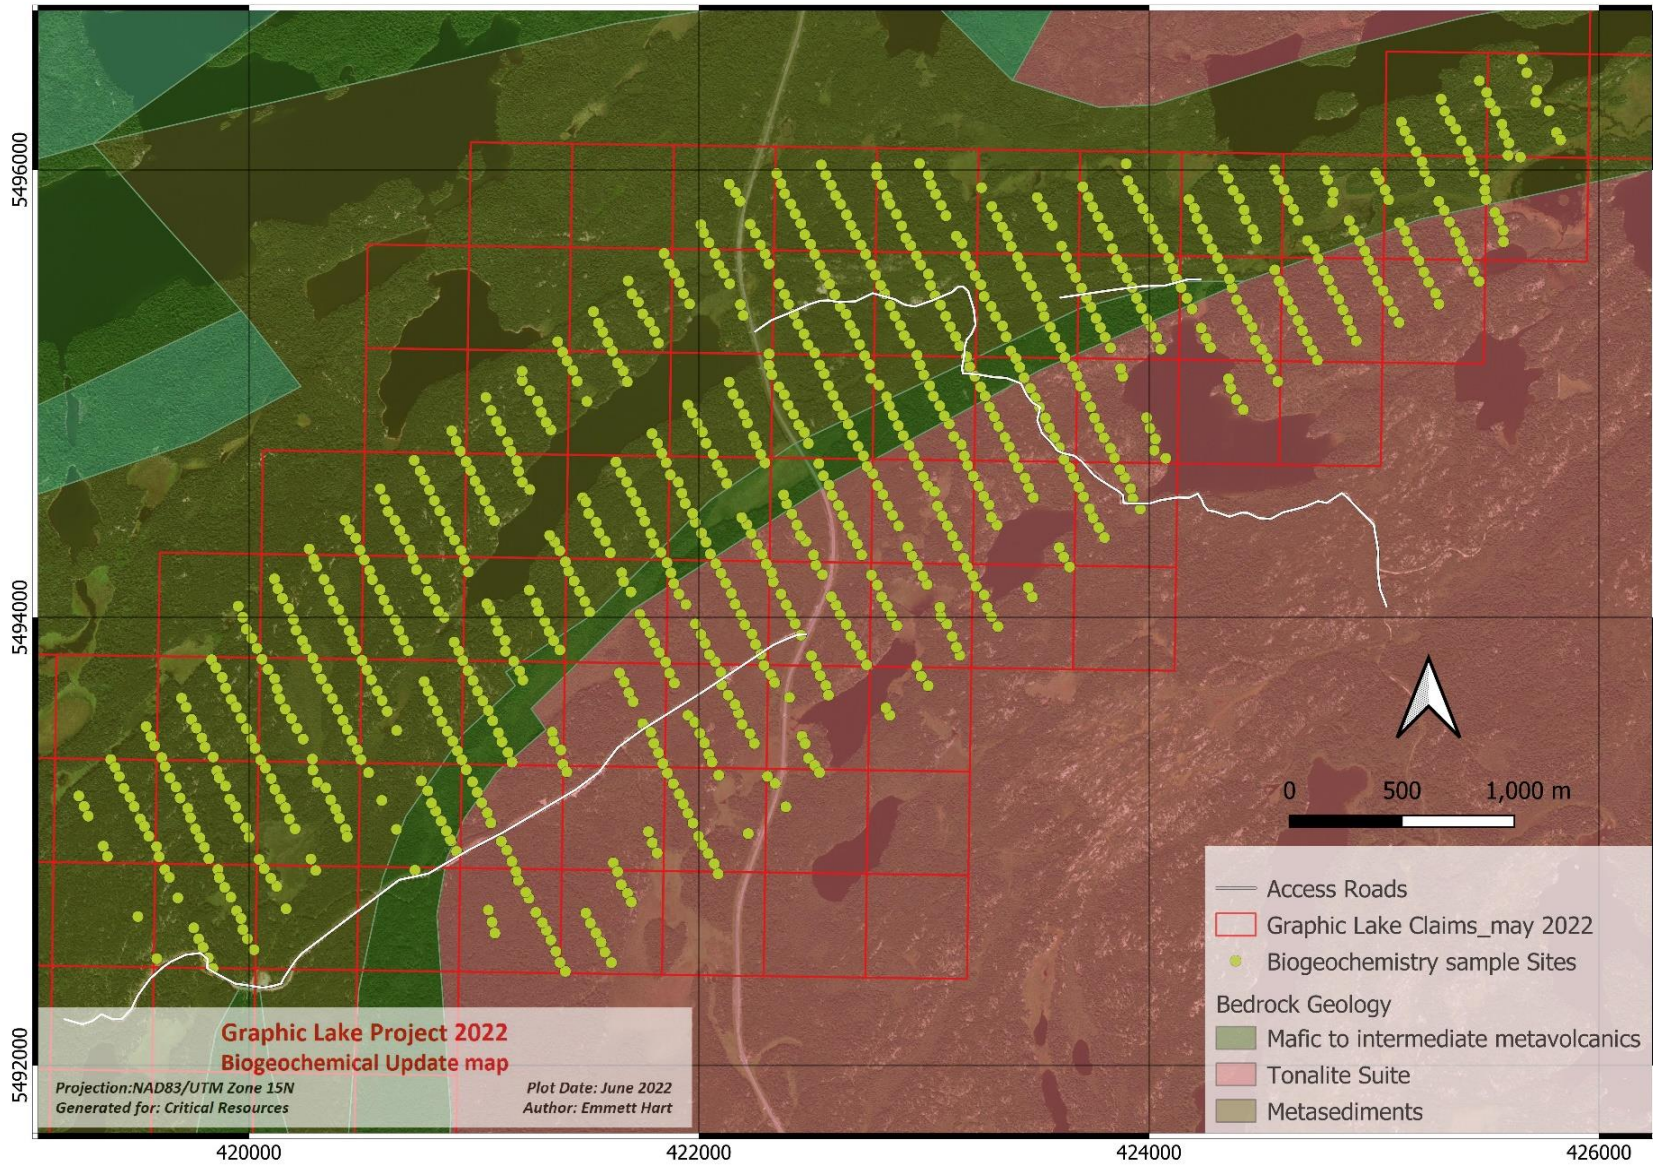 5496000
5494000
5492000
0 500 1,000 m
Access Roads
Graphic Lake Claims_may 2022
Biogeochemistry sample Sites
Bedrock Geology
Mafic to intermediate metavolcanics
Tonalite Suite
Metasediments
Graphic Lake Project 2022
Biogeochemical Update map
Projection:NAD83/UTM Zone 15N Plot Date: June 2022
Generated for: Critical Resources Author: Emmett Hart
420000 422000 424000 426000